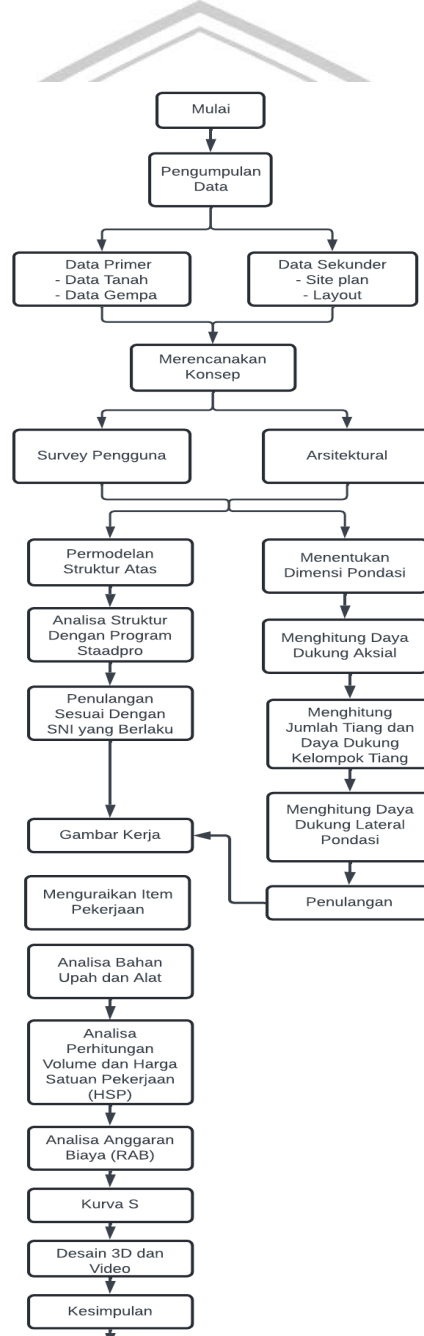 Mulai
Pengumpulan
Data
Data Primer
- Data Tanah
- Data Gempa
Data Sekunder
- Site plan
- Layout
Merencanakan
Konsep
Survey Pengguna
Arsitektural
Permodelan
Struktur Atas
Analisa Struktur
Dengan Program
Staadpro
Penulangan
Sesuai Dengan
SNI yang Berlaku
Menentukan
Dimensi Pondasi
Menghitung Daya
Dukung Aksial
Menghitung
Jumlah Tiang dan
Daya Dukung
Kelompok Tiang
Menghitung Daya
Dukung Lateral
Pondasi
Penulangan
Gambar Kerja
Menguraikan Item
Pekerjaan
Analisa Bahan
Upah dan Alat
Analisa
Perhitungan
Volume dan Harga
Satuan Pekerjaan
(HSP)
Analisa Anggaran
Biaya (RAB)
Kurva S
Desain 3D dan
Video
Kesimpulan